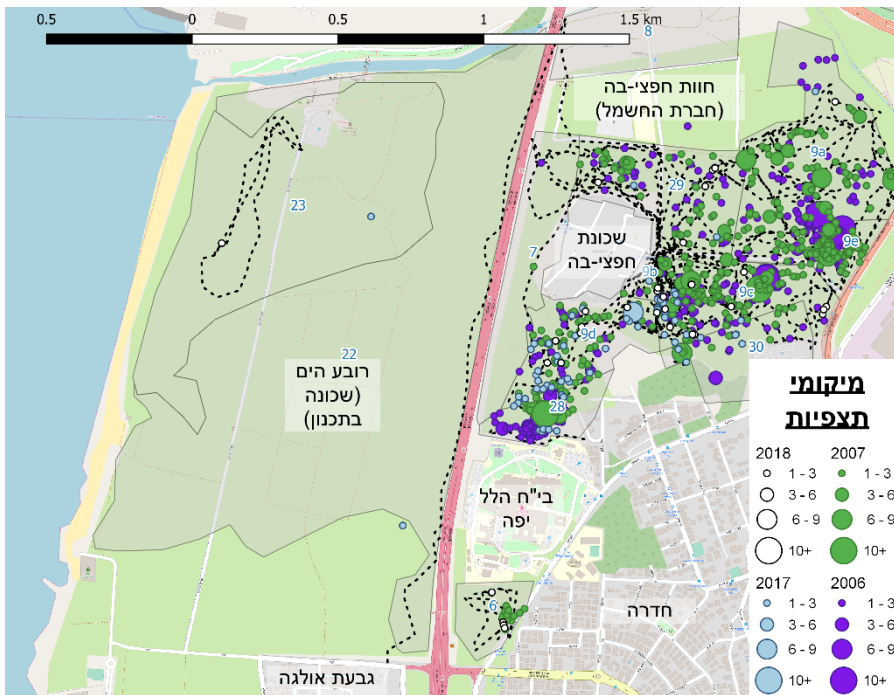 0.5 0 0.5 1 1.5 km
8
חוות חפצי-בה
(חברת החשמל)
9a
29
23
שכונת
חפצי-בה
9e
7
9b
9c
9d
30
22
רובע הים
(שכונה
בתכנון)
28
בי"ח הלל
יפה
6
חדרה
גבעת אולגה
מיקומי
תצפיות
2018 2007
1 - 3 1 - 3
3 - 6 3 - 6
6 - 9 6 - 9
10+ 10+
2017 2006
1 - 3 1 - 3
3 - 6 3 - 6
6 - 9 6 - 9
10+ 10+